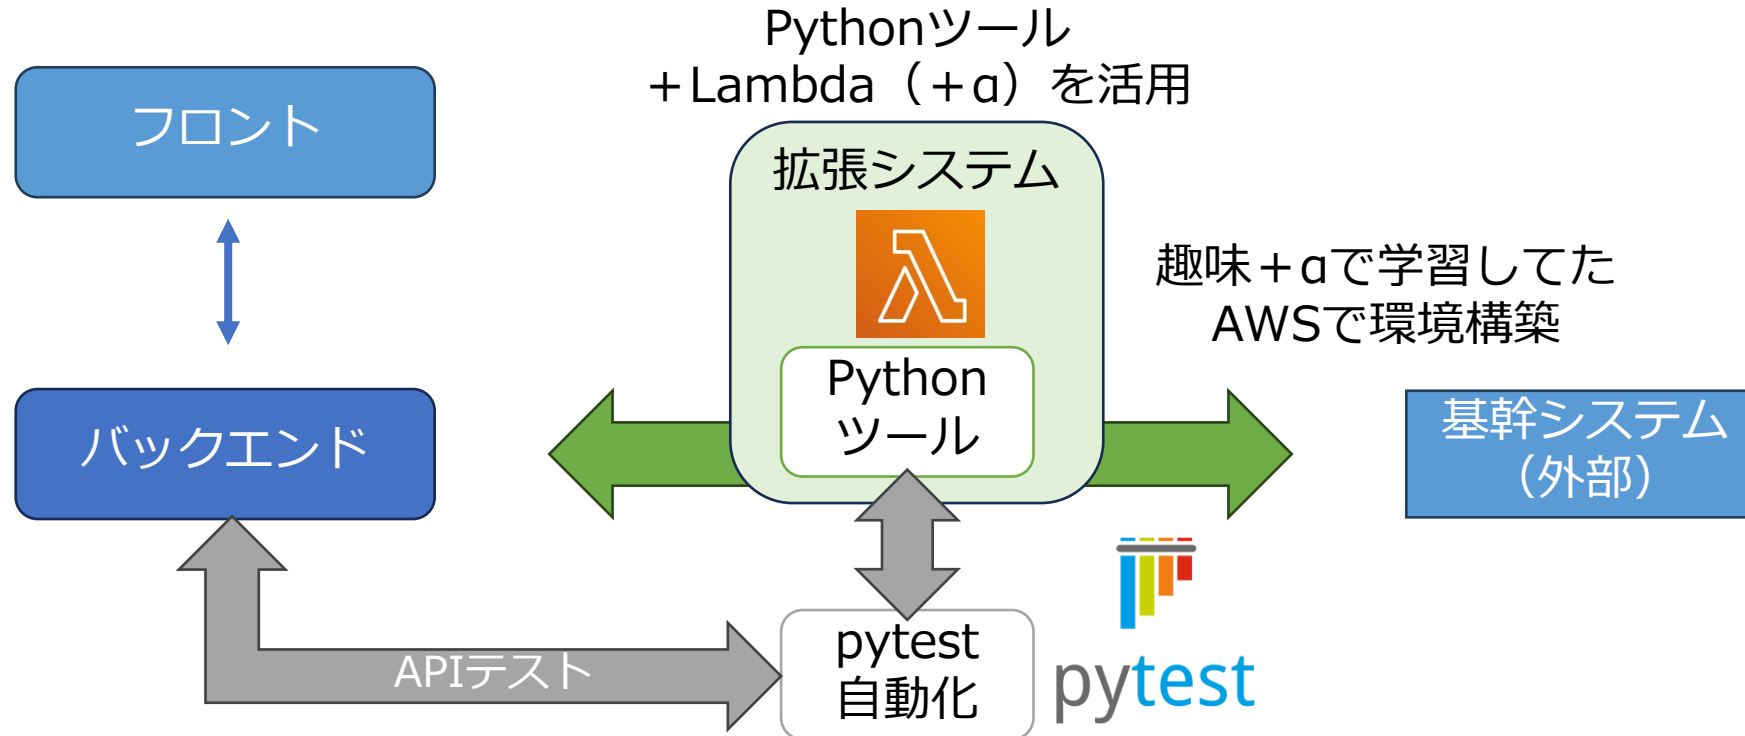 Pythonツール
+Lambda（+α）を活用
フロント
拡張システム
趣味+αで学習してた
AWSで環境構築
Python
ツール
バックエンド
基幹システム
（外部）
pytest
自動化
APIテスト
pytest